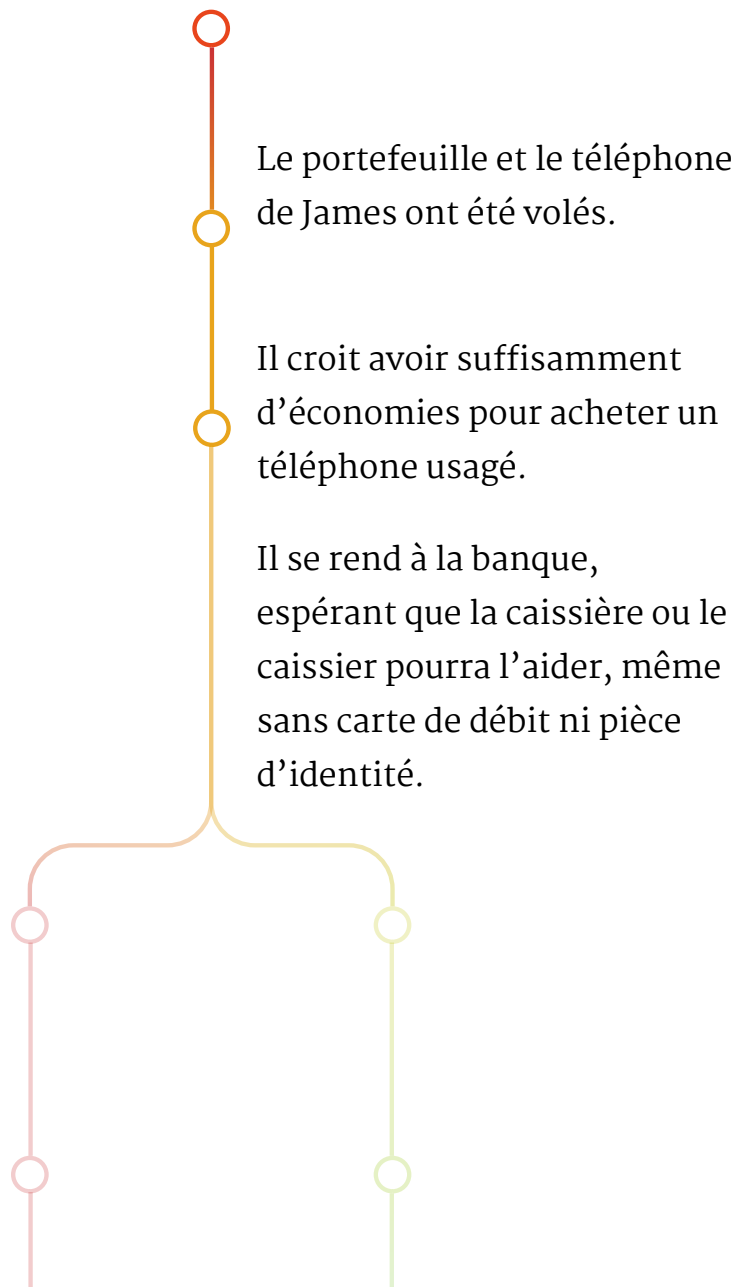 Le portefeuille et le téléphone
de James ont été volés.
Il croit avoir suffisamment
d’économies pour acheter un
téléphone usagé.
Il se rend à la banque,
espérant que la caissière ou le
caissier pourra l’aider, même
sans carte de débit ni pièce
d’identité.